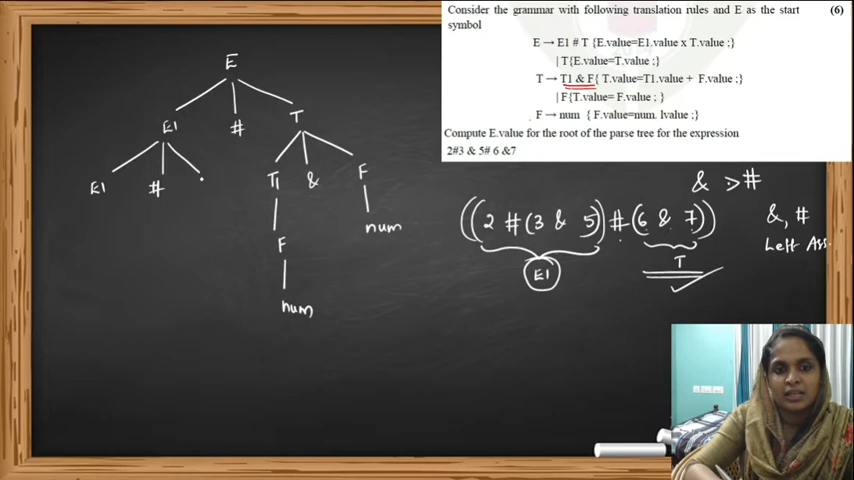 Consider the grammar with following translation rules and E as the start (6)
symbol
E → E1 # T {E.value=E1.value x T.value ;}
| T{E.value=T.value ;}
T → T1 & F{ T.value=T1.value + F.value ;}
| F{T.value= F.value ; }
F → num { F.value=num. lvalue ;}
Compute E.value for the root of the parse tree for the expression
2#3 & 5# 6 &7
E
E1 # T
E1 #
T1 & F
F num
num
& > #
((2 # (3 & 5)) # (6 & 7))
&, #
Left Ass.
E1
T